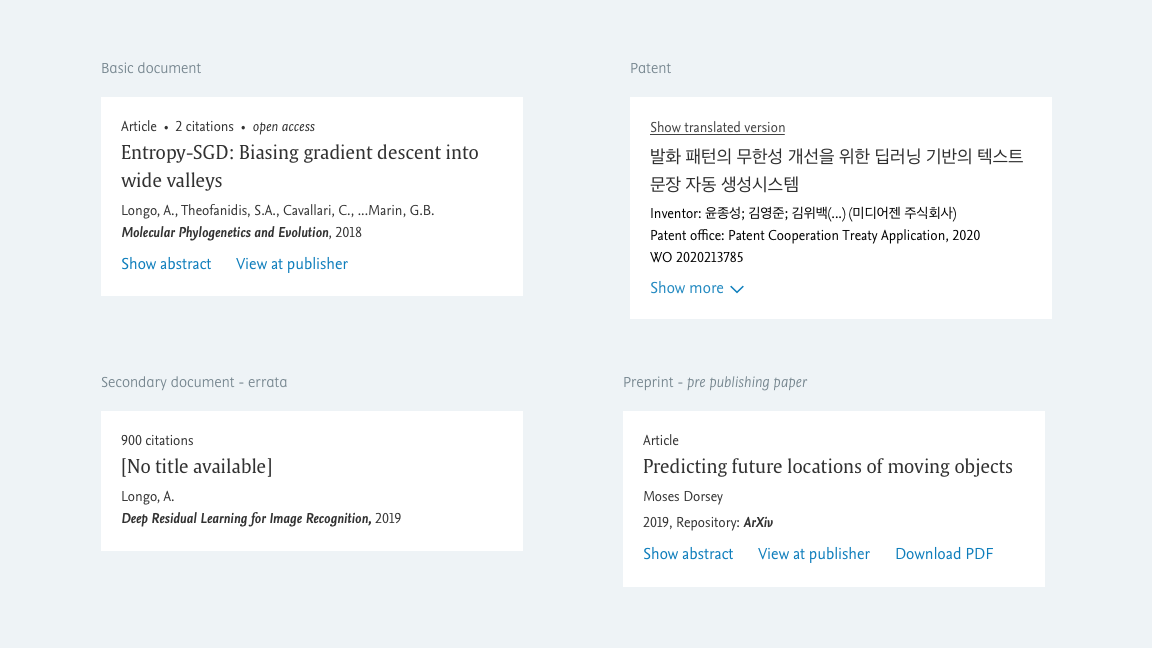 Basic document
Article • 2 citations • open access
Entropy-SGD: Biasing gradient descent into
wide valleys
Longo, A., Theofanidis, S.A., Cavallari, C., ...Marin, G.B.
Molecular Phylogenetics and Evolution, 2018
Show abstract View at publisher
Patent
Show translated version
발화 패턴의 무한성 개선을 위한 딥러닝 기반의 텍스트
문장 자동 생성시스템
Inventor: 윤종성; 김영준; 김위백(...) (미디어젠 주식회사)
Patent office: Patent Cooperation Treaty Application, 2020
WO 2020213785
Show more
Secondary document - errata
900 citations
[No title available]
Longo, A.
Deep Residual Learning for Image Recognition, 2019
Preprint - pre publishing paper
Article
Predicting future locations of moving objects
Moses Dorsey
2019, Repository: ArXiv
Show abstract View at publisher Download PDF